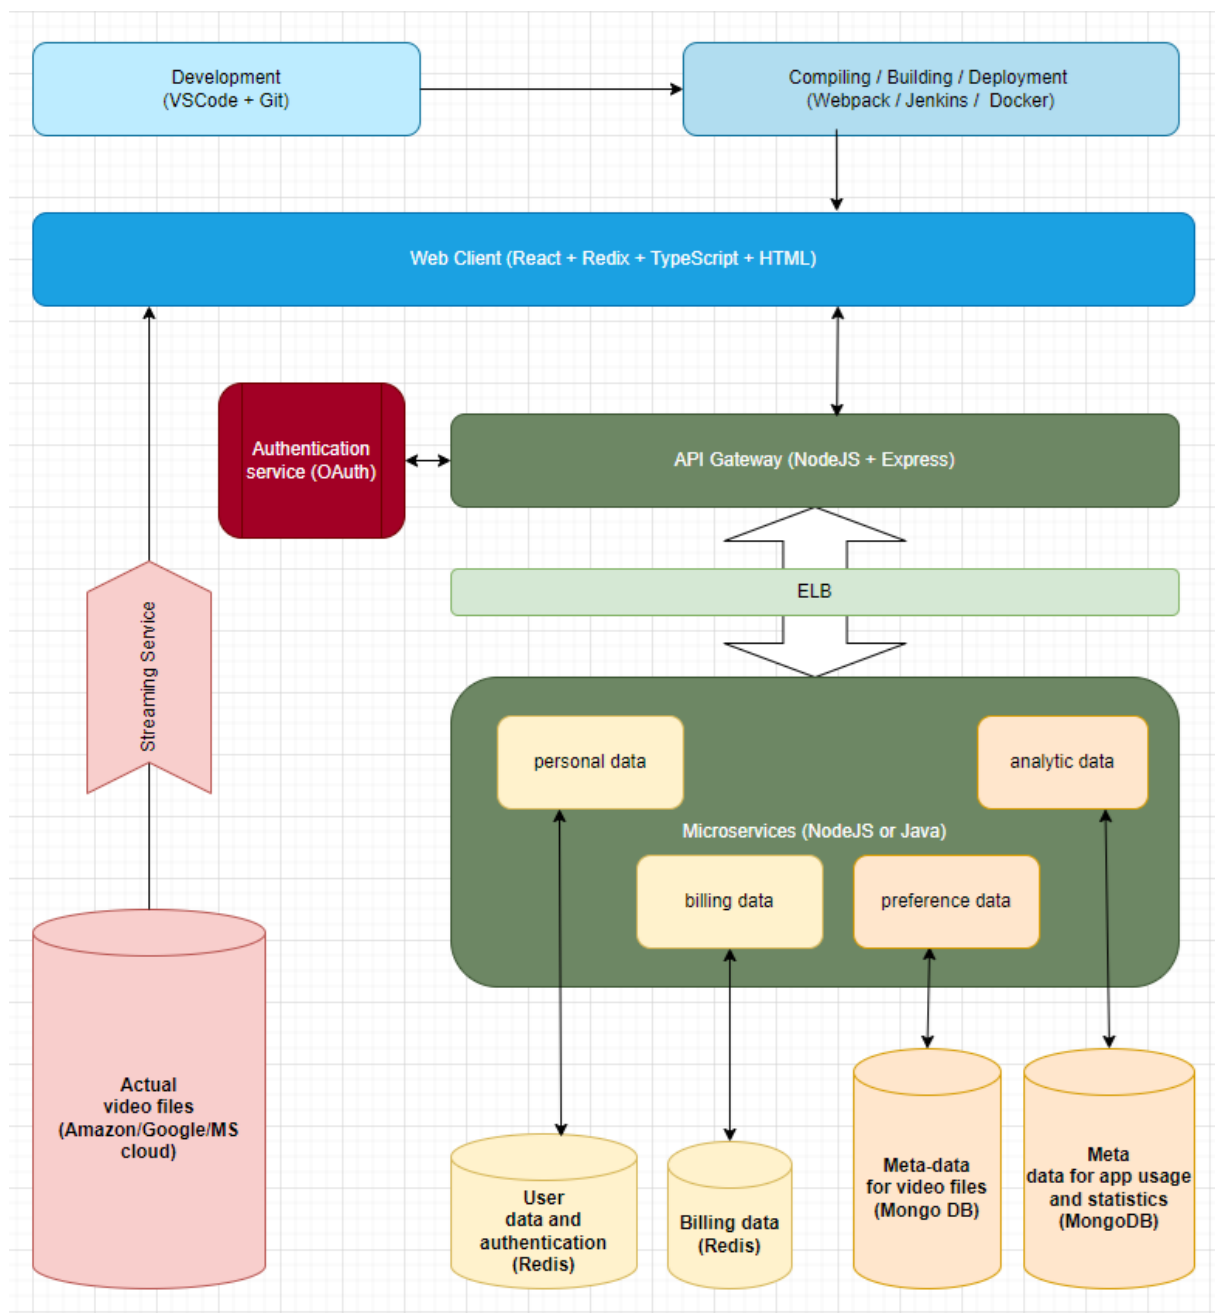 Development
(VSCode + Git)
Compiling / Building / Deployment
(Webpack / Jenkins / Docker)
Web Client (React + Redix + TypeScript + HTML)
Authentication
service (OAuth)
API Gateway (NodeJS + Express)
ELB
Streaming Service
personal data
analytic data
Microservices (NodeJS or Java)
billing data
preference data
Actual
video files
(Amazon/Google/MS
cloud)
User
data and
authentication
(Redis)
Billing data
(Redis)
Meta-data
for video files
(Mongo DB)
Meta
data for app usage
and statistics
(MongoDB)